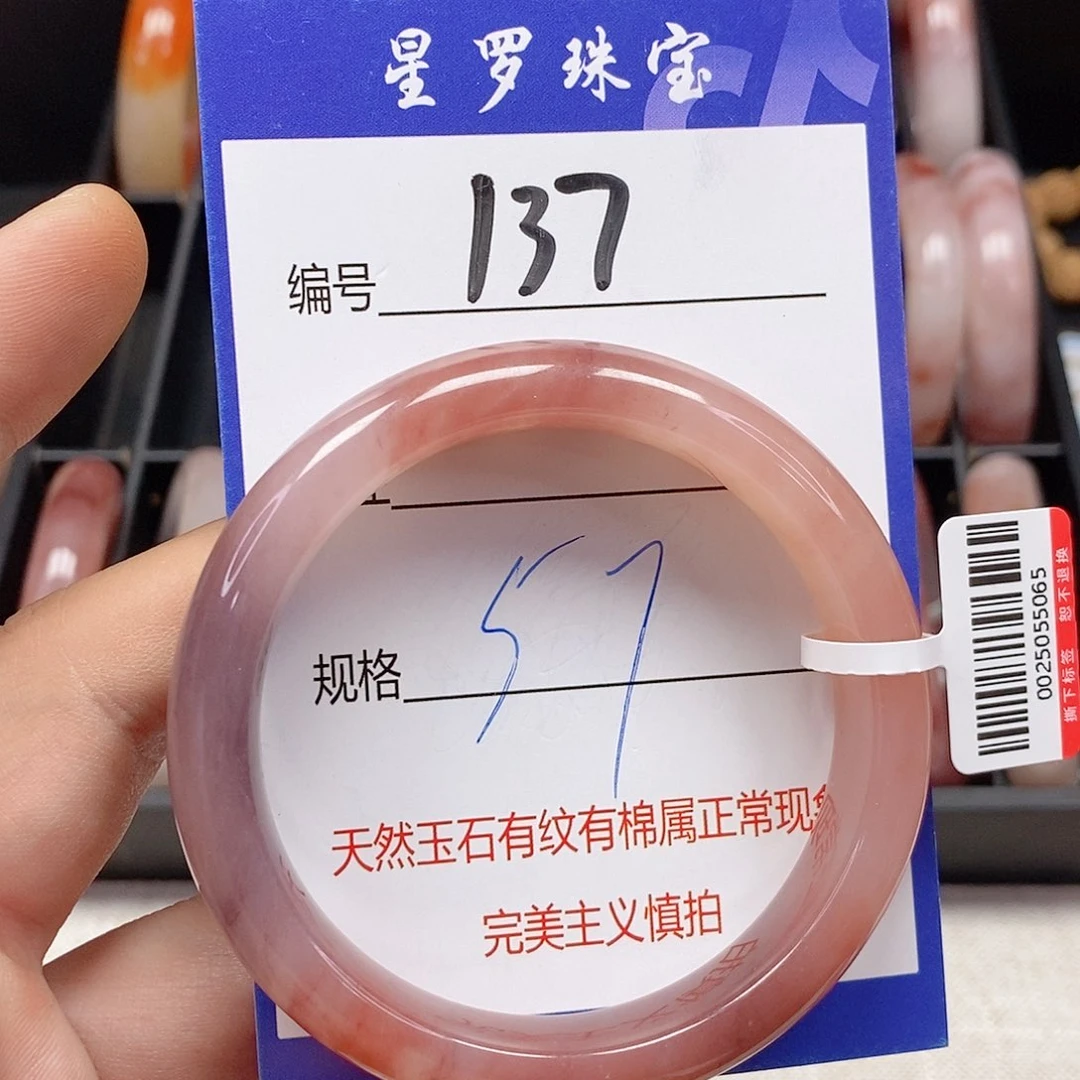 星罗珠宝
编号 137
规格 57
天然玉石有纹有棉属正常现象
完美主义慎拍
0025055065
撕下标签 恕不退换